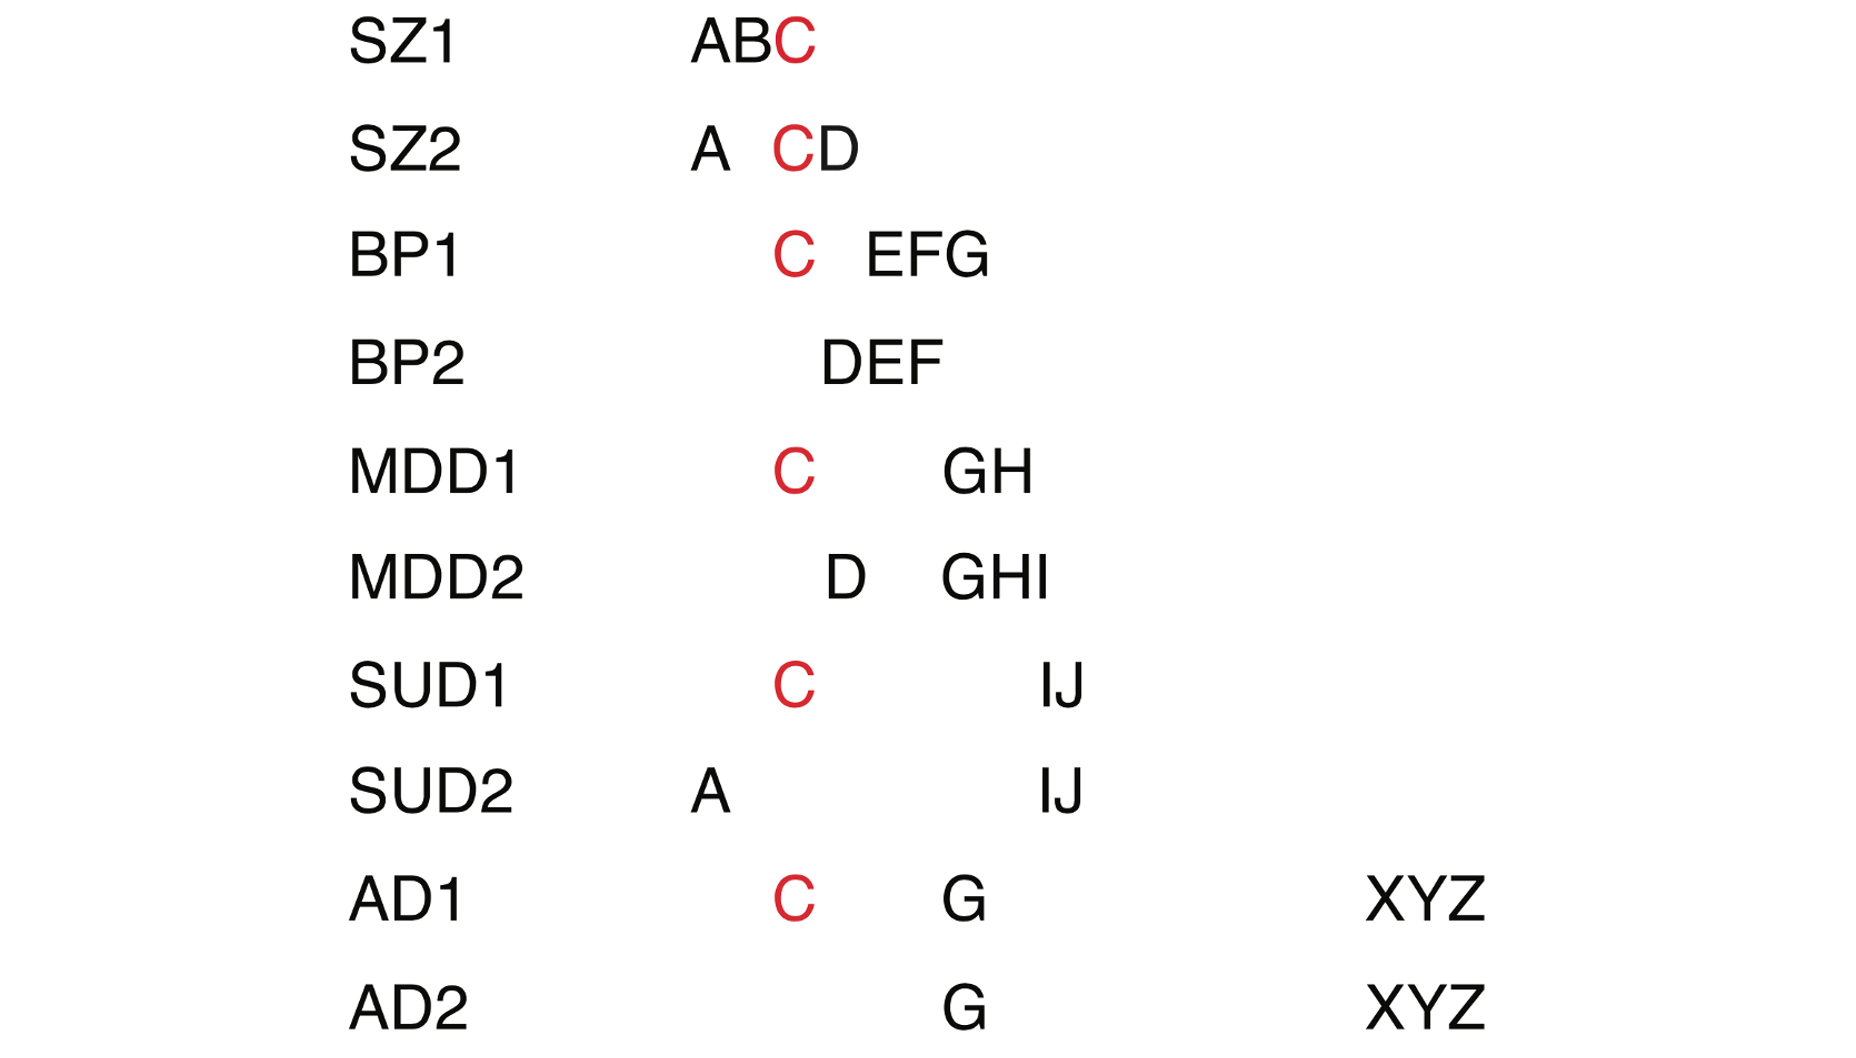 SZ1 ABC
SZ2 A CD
BP1 C EFG
BP2 DEF
MDD1 C GH
MDD2 D GHI
SUD1 C IJ
SUD2 A IJ
AD1 C G XYZ
AD2 G XYZ